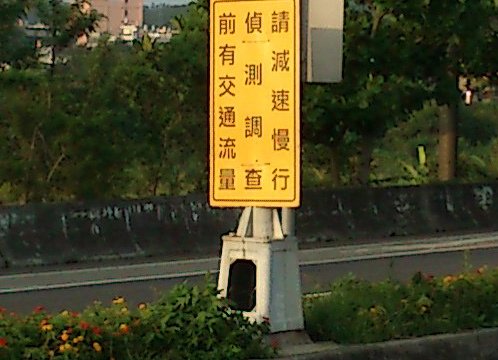 前有交通流量
偵測調查
請減速慢行